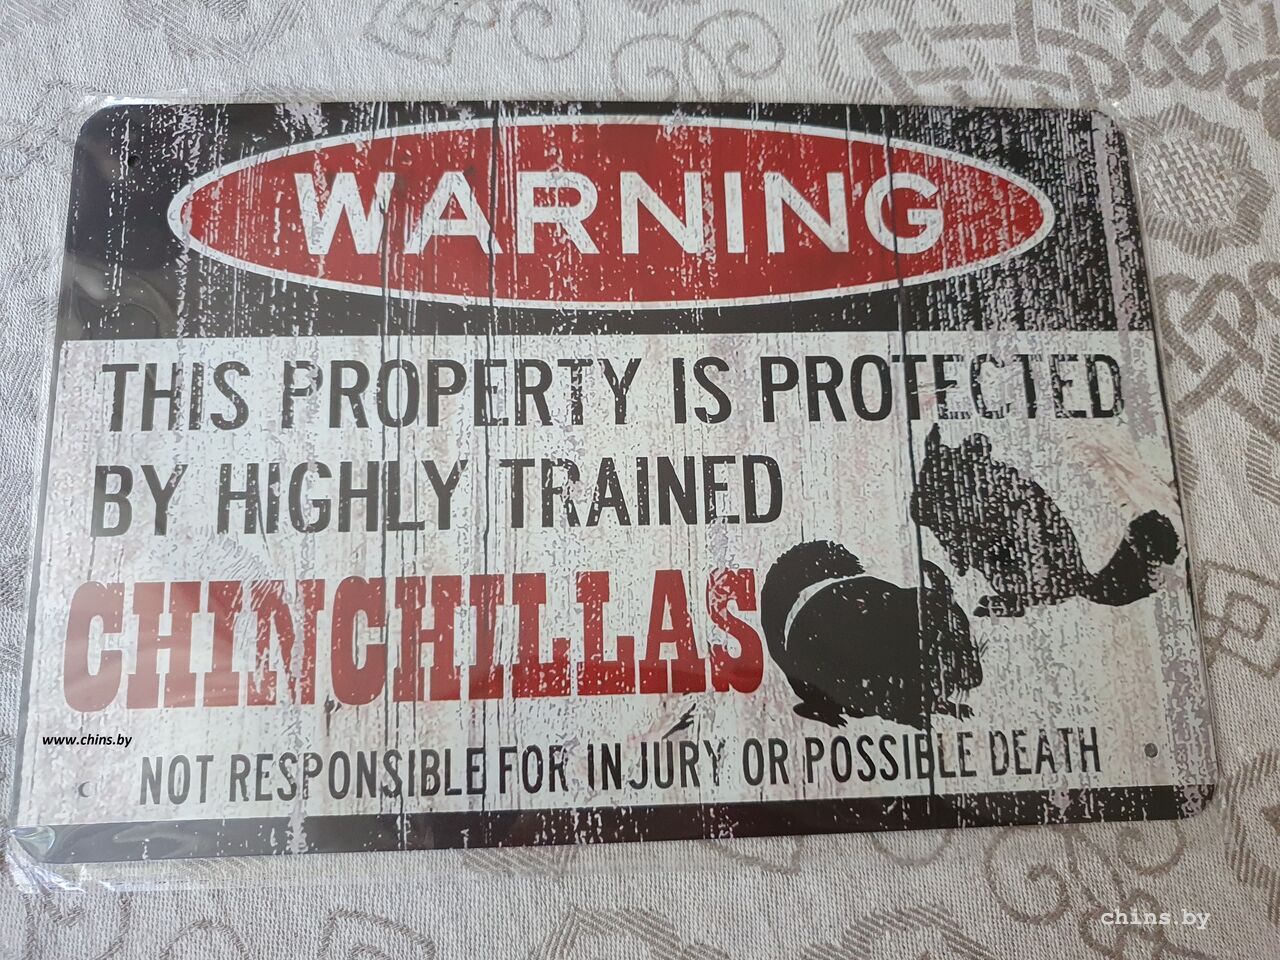 WARNING
THIS PROPERTY IS PROTECTED
BY HIGHLY TRAINED
CHINCHILLAS
www.chins.by
NOT RESPONSIBLE FOR INJURY OR POSSIBLE DEATH
chins.by